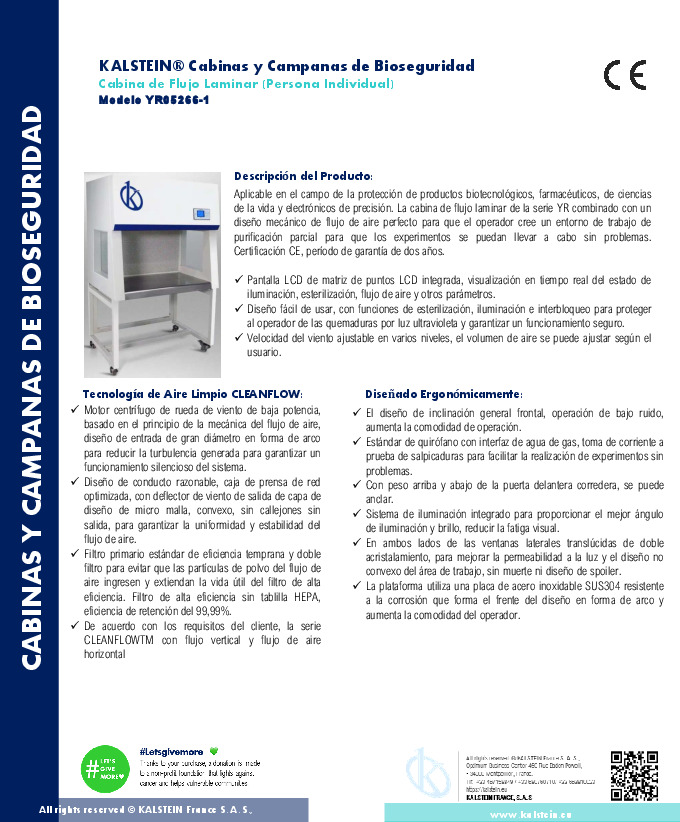 CABINAS Y CAMPANAS DE BIOSEGURIDAD
KALSTEIN® Cabinas y Campanas de Bioseguridad
Cabina de Flujo Laminar (Persona Individual)
Modelo YR05266-1
CE
Descripción del Producto:
Aplicable en el campo de la protección de productos biotecnológicos, farmacéuticos, de ciencias
de la vida y electrónicos de precisión. La cabina de flujo laminar de la serie YR combinado con un
diseño mecánico de flujo de aire perfecto para que el operador cree un entorno de trabajo de
purificación parcial para que los experimentos se puedan llevar a cabo sin problemas.
Certificación CE, período de garantía de dos años.
✓ Pantalla LCD de matriz de puntos LCD integrada, visualización en tiempo real del estado de
iluminación, esterilización, flujo de aire y otros parámetros.
✓ Diseño fácil de usar, con funciones de esterilización, iluminación e interbloqueo para proteger
al operador de las quemaduras por luz ultravioleta y garantizar un funcionamiento seguro.
✓ Velocidad del viento ajustable en varios niveles, el volumen de aire se puede ajustar según el
usuario.
Tecnología de Aire Limpio CLEANFLOW:
✓ Motor centrífugo de rueda de viento de baja potencia,
basado en el principio de la mecánica del flujo de aire,
diseño de entrada de gran diámetro en forma de arco
para reducir la turbulencia generada para garantizar un
funcionamiento silencioso del sistema.
✓ Diseño de conducto razonable, caja de prensa de red
optimizada, con deflector de viento de salida de capa de
diseño de micro malla, convexo, sin callejones sin
salida, para garantizar la uniformidad y estabilidad del
flujo de aire.
✓ Filtro primario estándar de eficiencia temprana y doble
filtro para evitar que las partículas de polvo del flujo de
aire ingresen y extiendan la vida útil del filtro de alta
eficiencia. Filtro de alta eficiencia sin tablilla HEPA,
eficiencia de retención del 99,99%.
✓ De acuerdo con los requisitos del cliente, la serie
CLEANFLOWTM con flujo vertical y flujo de aire
horizontal
Diseñado Ergonómicamente:
✓ El diseño de inclinación general frontal, operación de bajo ruido,
aumenta la comodidad de operación.
✓ Estándar de quirófano con interfaz de agua de gas, toma de corriente a
prueba de salpicaduras para facilitar la realización de experimentos sin
problemas.
✓ Con peso arriba y abajo de la puerta delantera corredera, se puede
anclar.
✓ Sistema de iluminación integrado para proporcionar el mejor ángulo
de iluminación y brillo, reducir la fatiga visual.
✓ En ambos lados de las ventanas laterales translúcidas de doble
acristalamiento, para mejorar la permeabilidad a la luz y el diseño no
convexo del área de trabajo, sin muerte ni diseño de spoiler.
✓ La plataforma utiliza una placa de acero inoxidable SUS304 resistente
a la corrosión que forma el frente del diseño en forma de arco y
aumenta la comodidad del operador.
# LET'S
GIVE
MORE
#Letsgivemore
Thanks to your purchase, a donation is made
to a non-profit foundation that fights against
cancer and helps vulnerable communities
All rights reserved © KALSTEIN France S. A. S.,
Optimum Business Center 450 Rue Baden Powell,
• 34000 Montpellier, France.
https://kalstein.eu
KALSTEIN FRANCE, S.A.S
All rights reserved © KALSTEIN France S.A.S.,
www.kalstein.eu